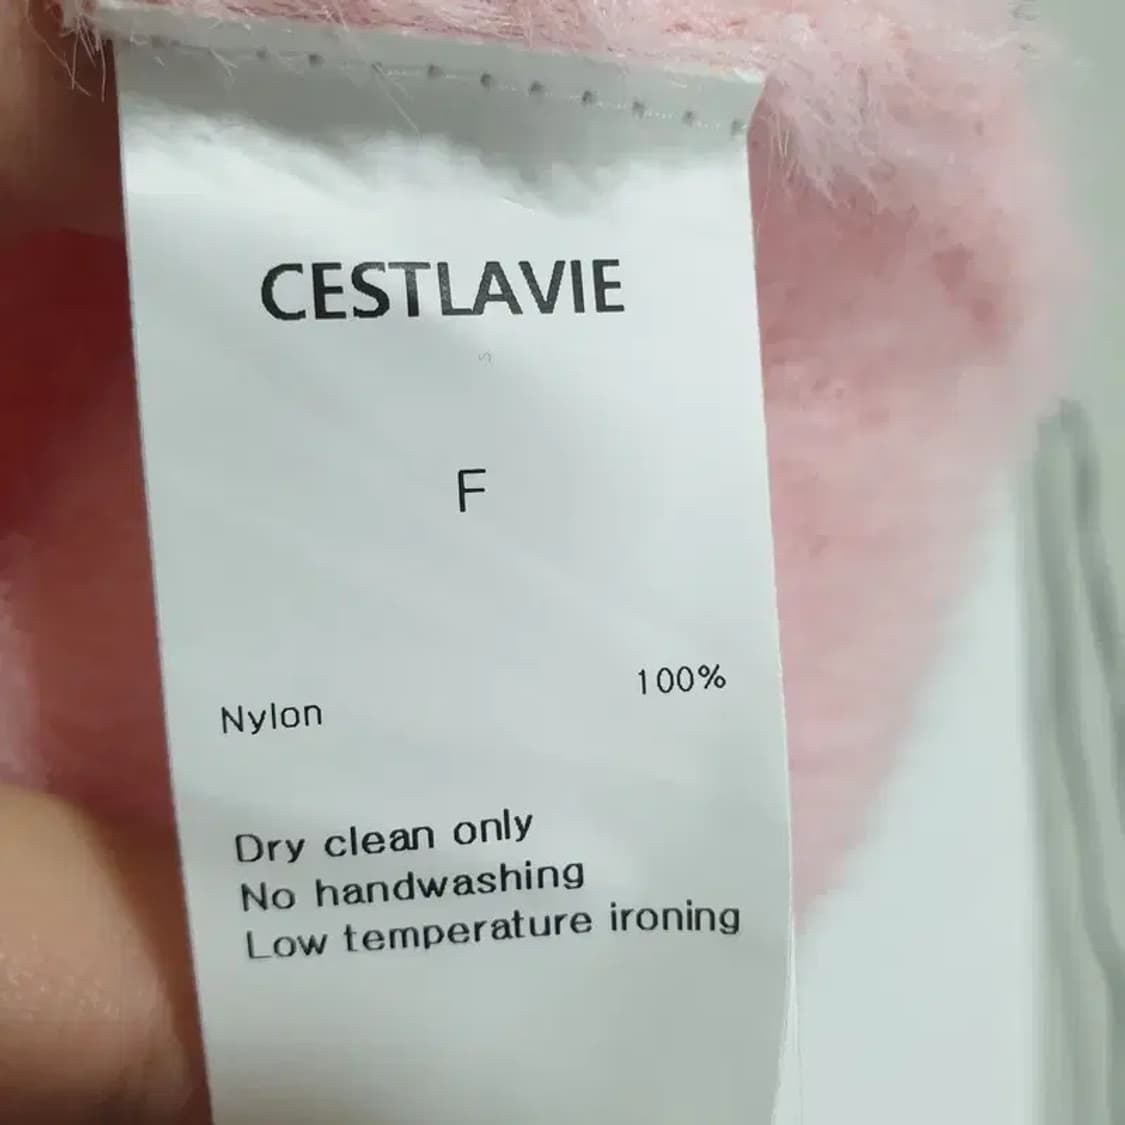 CESTLAVIE
F
Nylon 100%
Dry clean only
No handwashing
Low temperature ironing